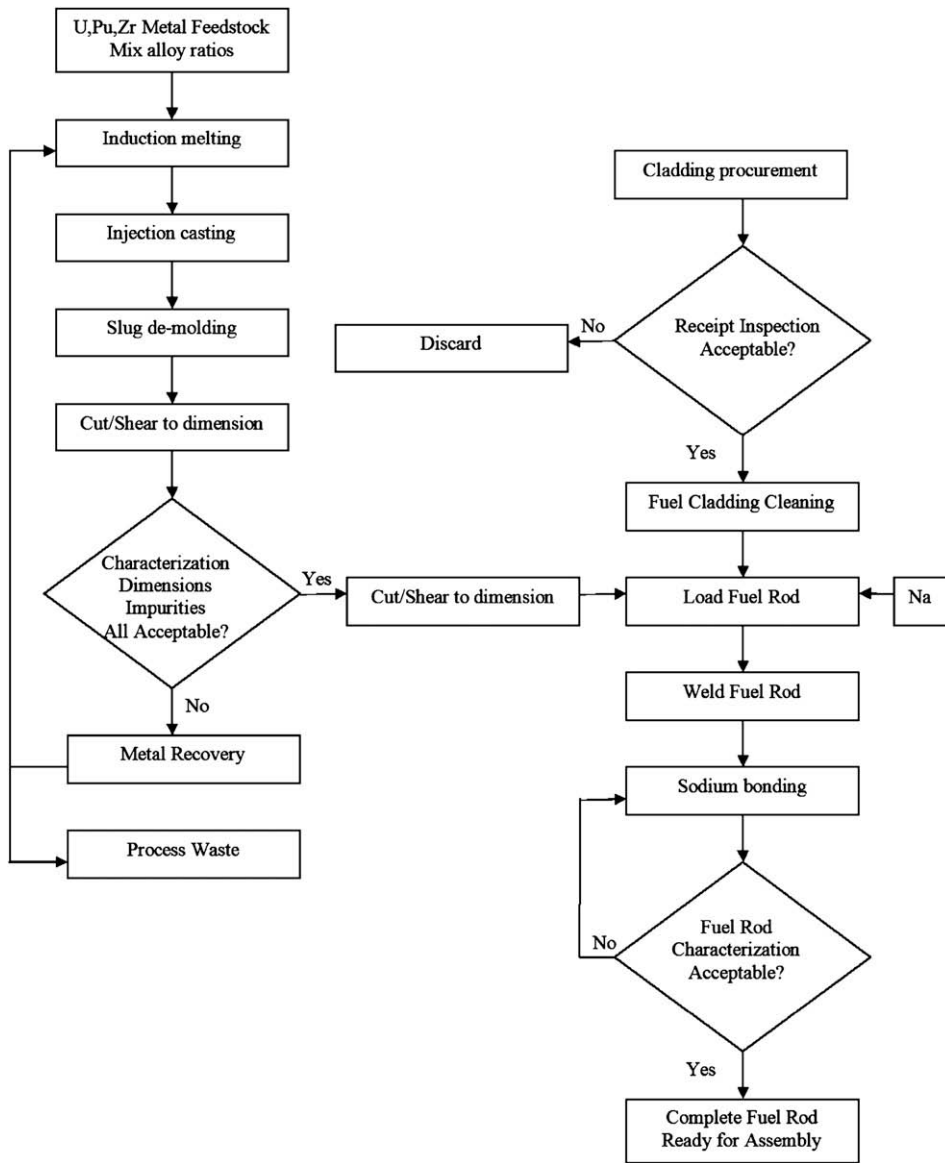 U,Pu,Zr Metal Feedstock
Mix alloy ratios
Induction melting
Injection casting
Slug de-molding
Cut/Shear to dimension
Characterization
Dimensions
Impurities
All Acceptable?
Yes
No
Metal Recovery
Process Waste
Cut/Shear to dimension
Cladding procurement
Receipt Inspection
Acceptable?
No
Discard
Yes
Fuel Cladding Cleaning
Load Fuel Rod
Na
Weld Fuel Rod
Sodium bonding
Fuel Rod
Characterization
Acceptable?
No
Yes
Complete Fuel Rod
Ready for Assembly